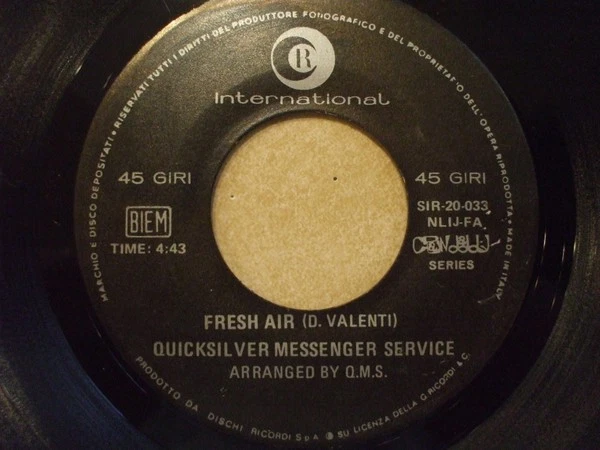 MARCHIO E DISCO DEPOSITATI • RISERVATI TUTTI I DIRITTI DEL PRODUTTORE FONOGRAFICO E DEL PROPRIETARIO DELL'OPERA RIPRODOTTA • MADE IN ITALY
R
International
45 GIRI
45 GIRI
BIEM
TIME: 4:43
SIR-20-033
NLIJ-FA
SERIES
FRESH AIR (D. VALENTI)
QUICKSILVER MESSENGER SERVICE
ARRANGED BY Q.M.S.
PRODOTTO DA DISCHI RICORDI SpA ® SU LICENZA DELLA G. RICORDI & C.